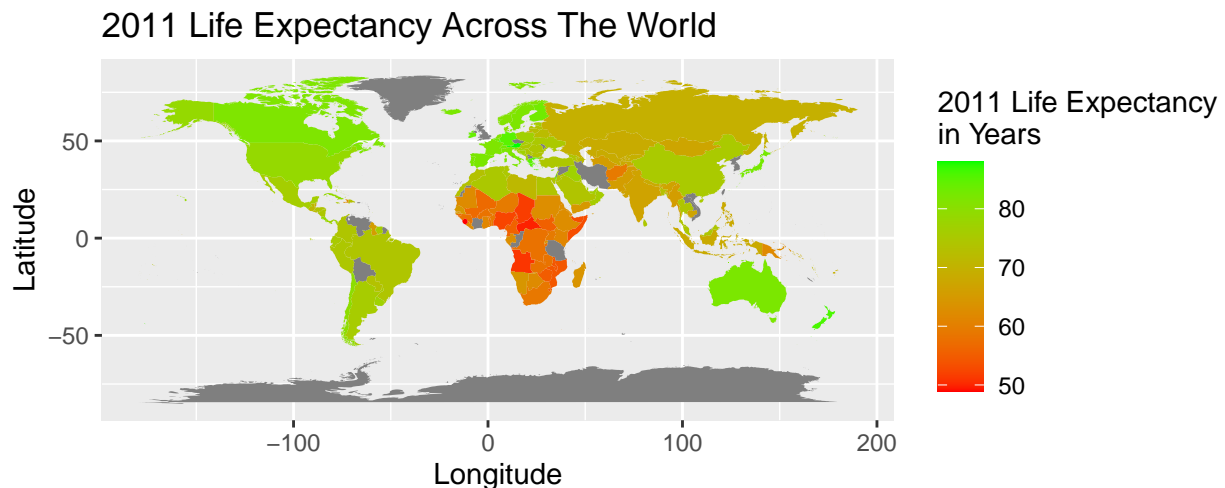 2011 Life Expectancy Across The World
50
0
−50
Latitude
−100
0
100
200
Longitude
2011 Life Expectancy
in Years
80
70
60
50